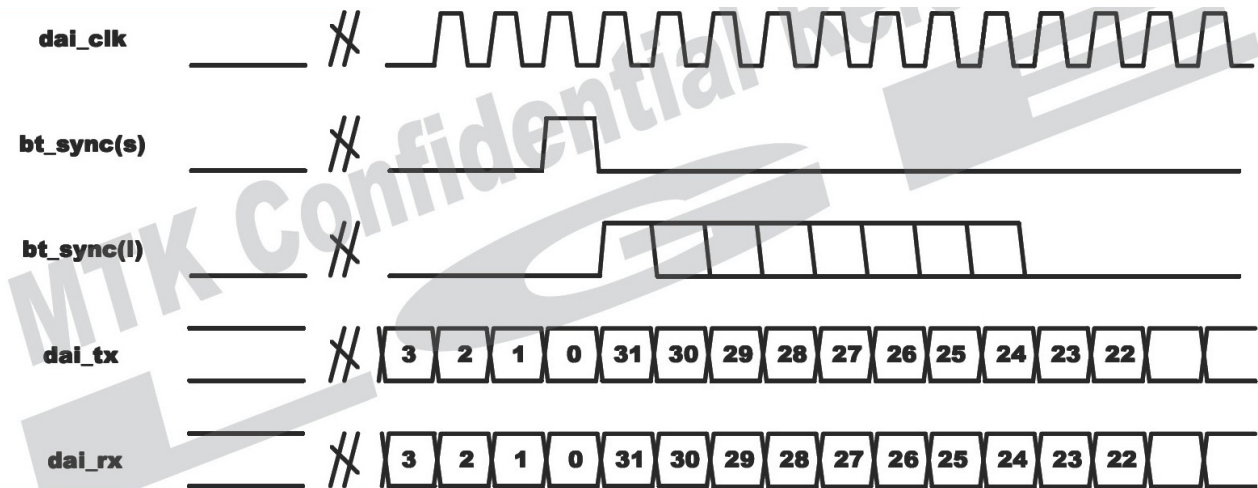 dai_clk
bt_sync(s)
bt_sync(l)
dai_tx 3 2 1 0 31 30 29 28 27 26 25 24 23 22
dai_rx 3 2 1 0 31 30 29 28 27 26 25 24 23 22
MTK Confidential